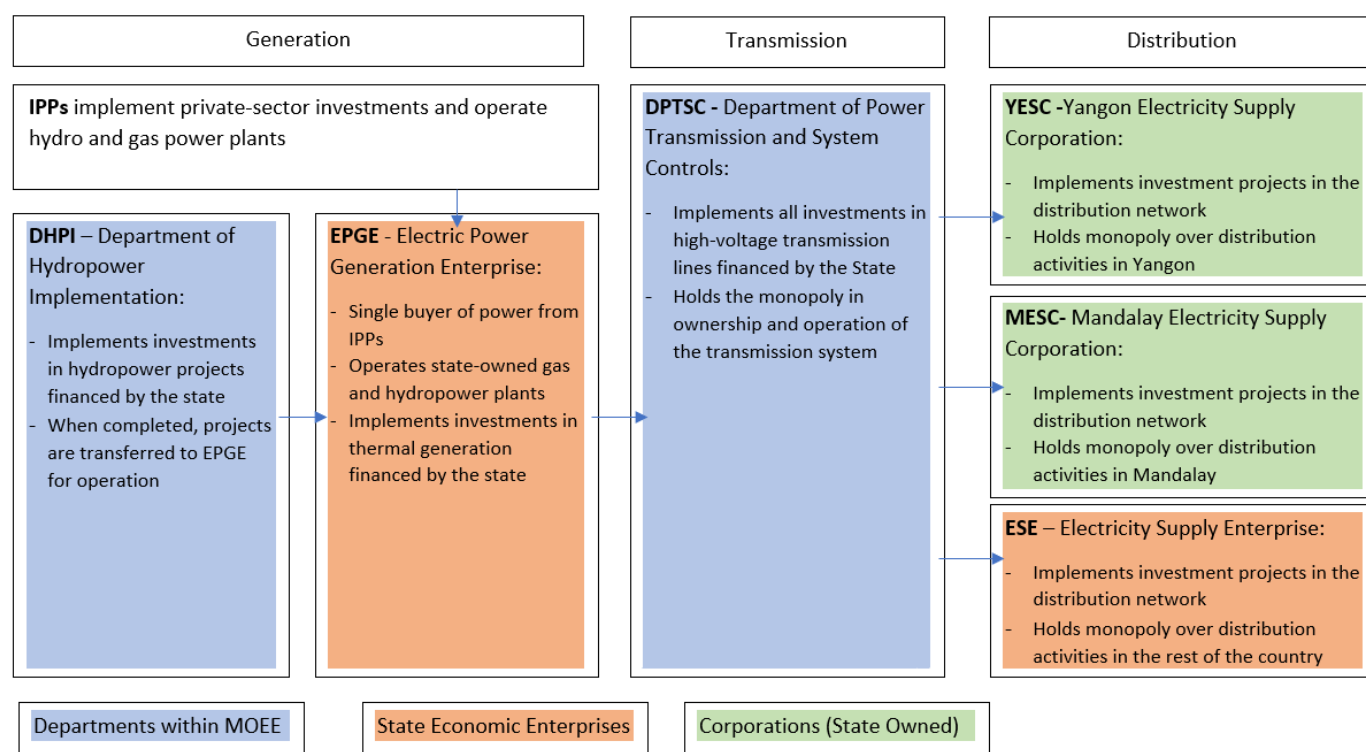 Generation
Transmission
Distribution
IPPs implement private-sector investments and operate
hydro and gas power plants
DHPI – Department of
Hydropower
Implementation:
- Implements investments
in hydropower projects
financed by the state
- When completed, projects
are transferred to EPGE
for operation
EPGE - Electric Power
Generation Enterprise:
- Single buyer of power from
IPPs
- Operates state-owned gas
and hydropower plants
- Implements investments in
thermal generation
financed by the state
DPTSC - Department of Power
Transmission and System
Controls:
- Implements all investments in
high-voltage transmission
lines financed by the State
- Holds the monopoly in
ownership and operation of
the transmission system
YESC -Yangon Electricity Supply
Corporation:
- Implements investment projects in the
distribution network
- Holds monopoly over distribution
activities in Yangon
MESC- Mandalay Electricity Supply
Corporation:
- Implements investment projects in the
distribution network
- Holds monopoly over distribution
activities in Mandalay
ESE – Electricity Supply Enterprise:
- Implements investment projects in the
distribution network
- Holds monopoly over distribution
activities in the rest of the country
Departments within MOEE
State Economic Enterprises
Corporations (State Owned)